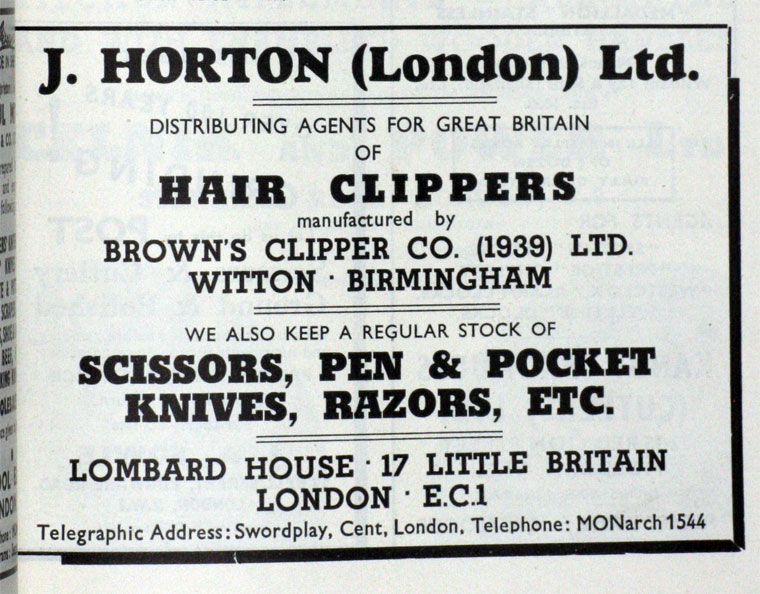 J. HORTON (London) Ltd.
DISTRIBUTING AGENTS FOR GREAT BRITAIN
OF
HAIR CLIPPERS
manufactured by
BROWN'S CLIPPER CO. (1939) LTD.
WITTON · BIRMINGHAM
WE ALSO KEEP A REGULAR STOCK OF
SCISSORS, PEN & POCKET
KNIVES, RAZORS, ETC.
LOMBARD HOUSE · 17 LITTLE BRITAIN
LONDON · E.C.1
Telegraphic Address: Swordplay, Cent, London. Telephone: MONarch 1544